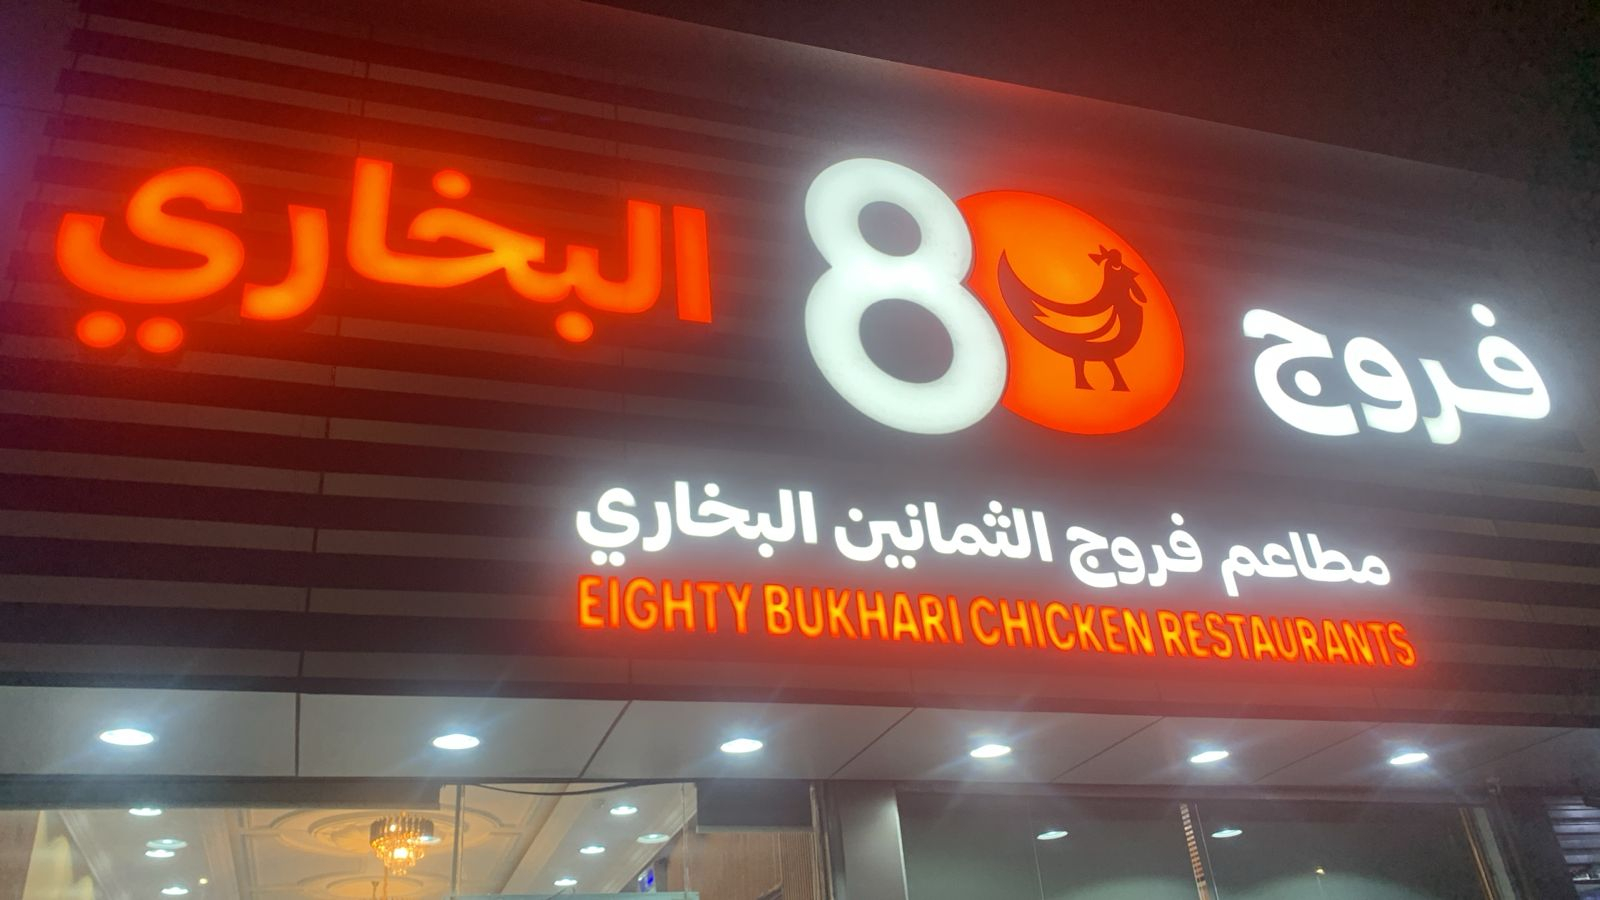 فروج 80 البخاري
مطاعم فروج الثمانين البخاري
EIGHTY BUKHARI CHICKEN RESTAURANTS